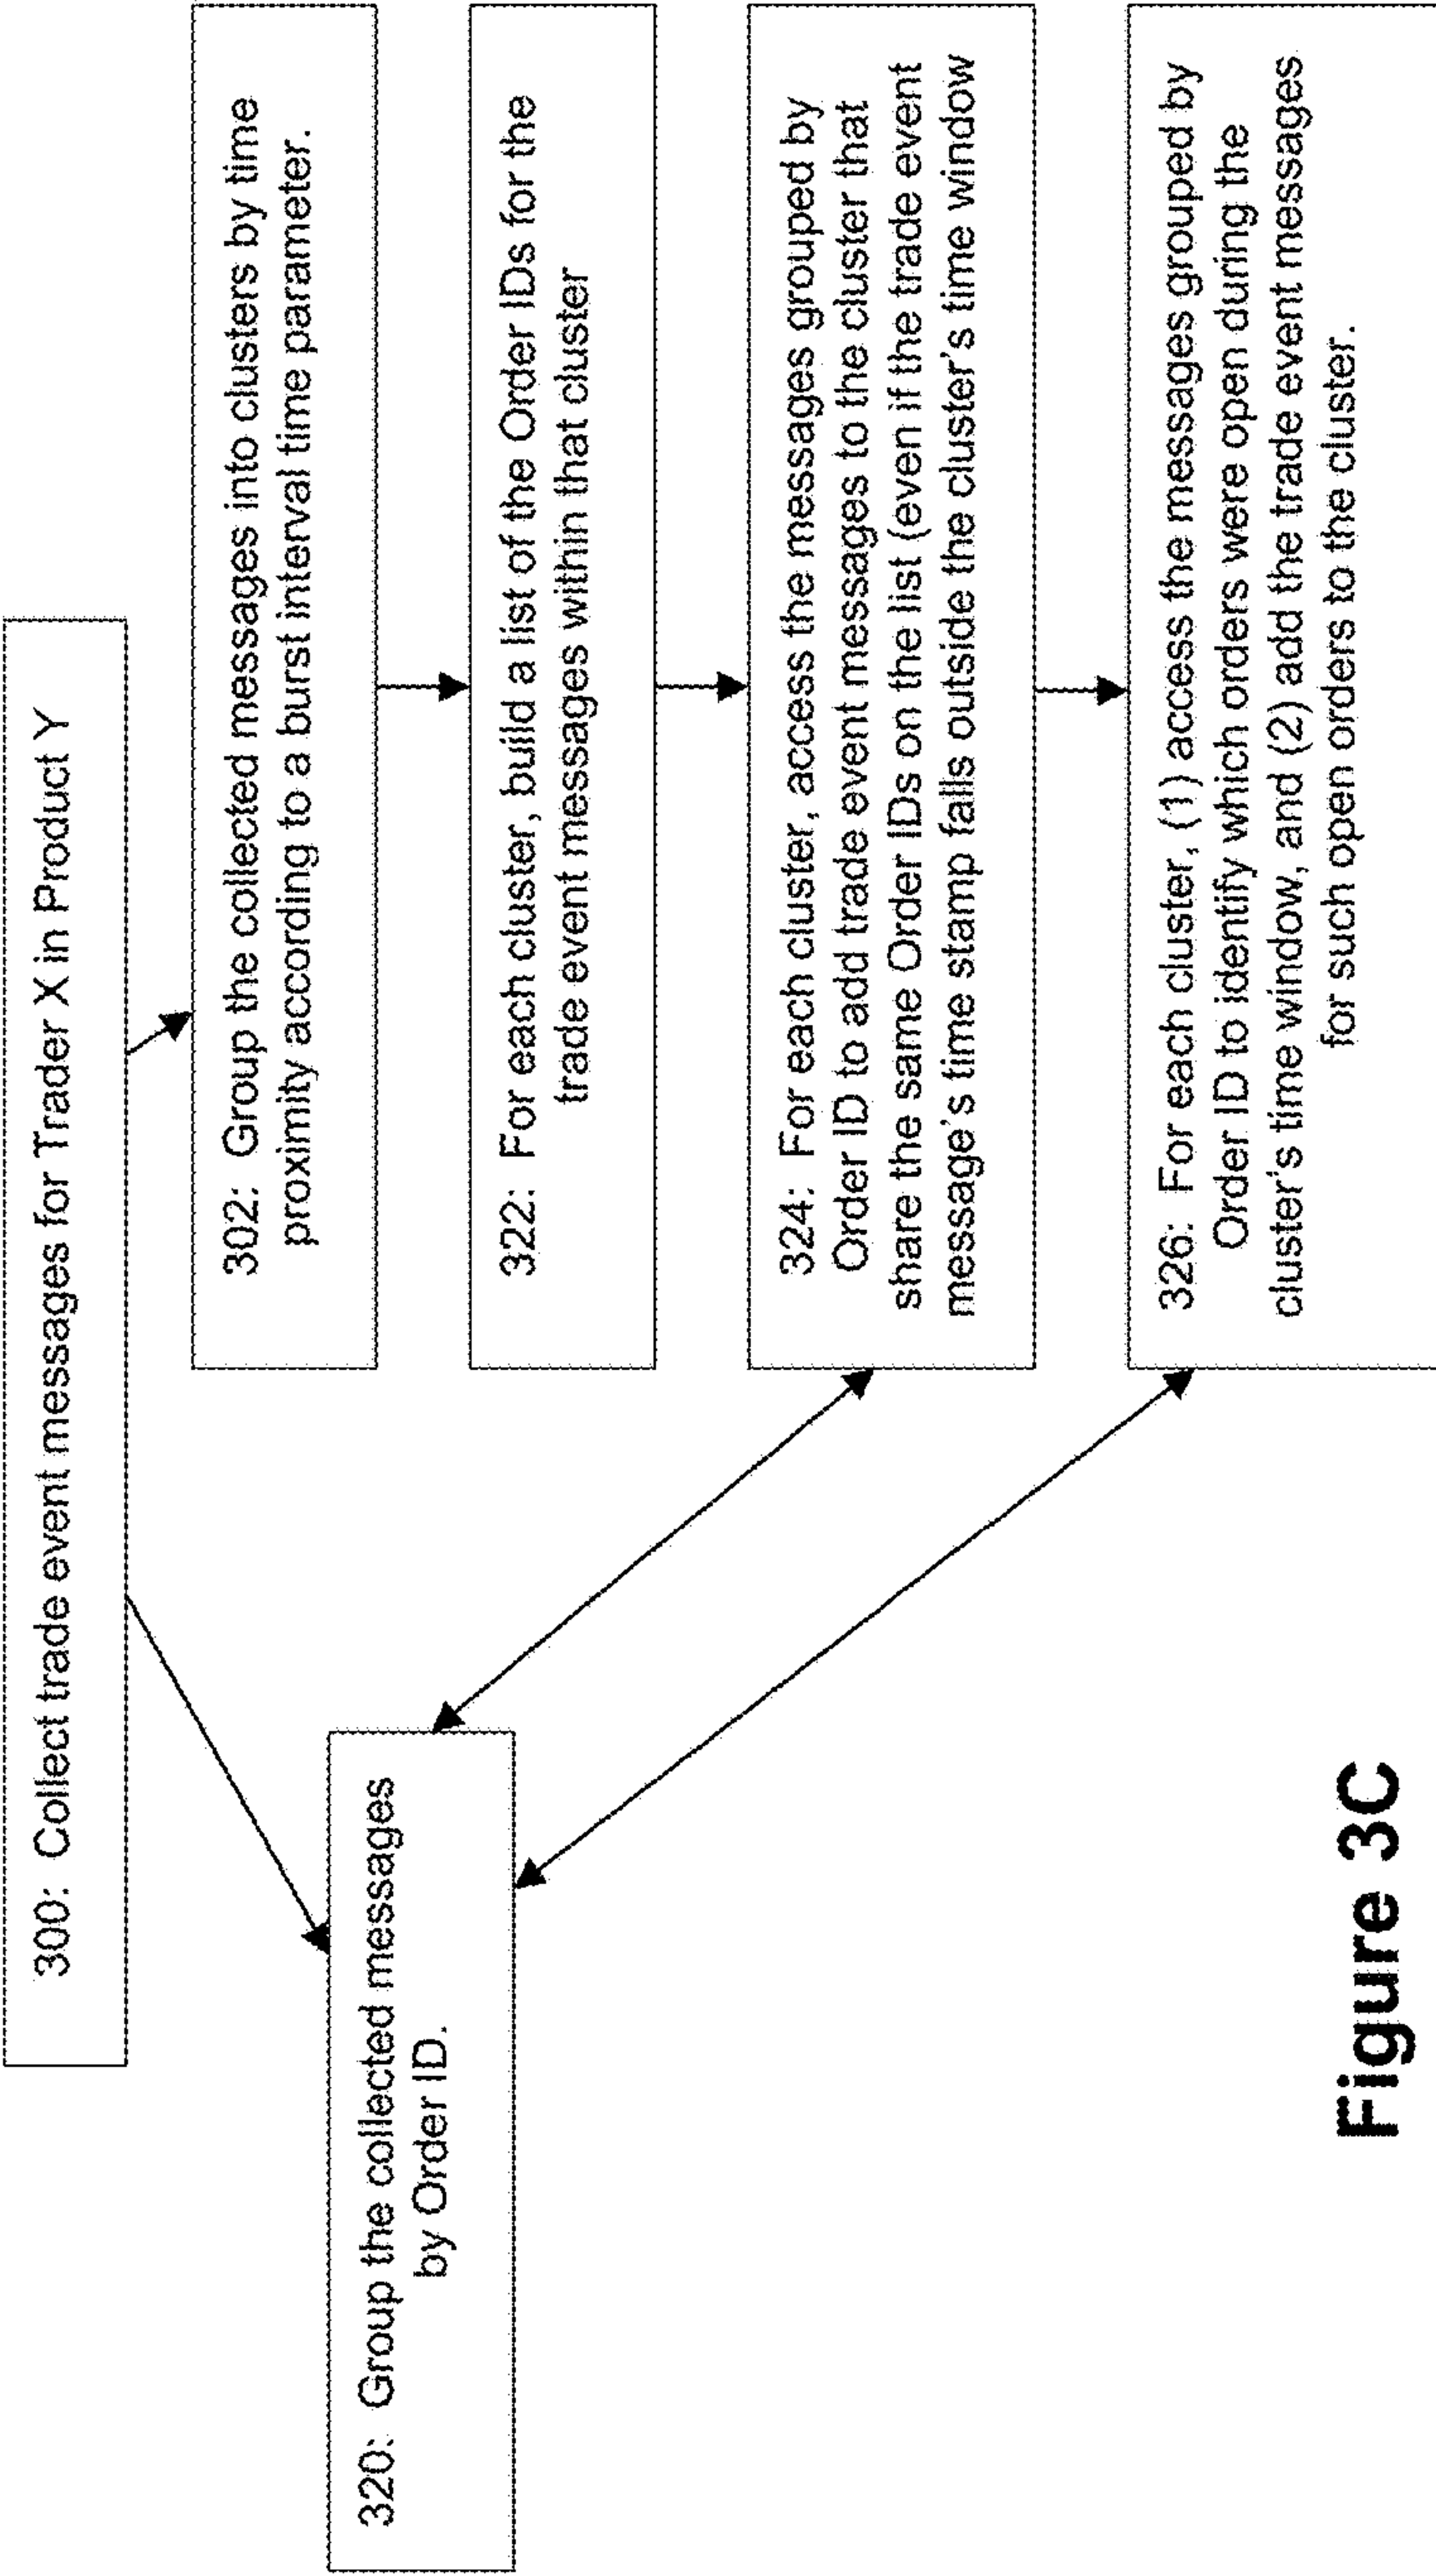 300: Collect trade event messages for Trader X in Product Y
320: Group the collected messages
by Order ID.
302: Group the collected messages into clusters by time
proximity according to a burst interval time parameter.
322: For each cluster, build a list of the Order IDs for the
trade event messages within that cluster
324: For each cluster, access the messages grouped by
Order ID to add trade event messages to the cluster that
share the same Order IDs on the list (even if the trade event
message's time stamp falls outside the cluster's time window
326: For each cluster, (1) access the messages grouped by
Order ID to identify which orders were open during the
cluster's time window, and (2) add the trade event messages
for such open orders to the cluster.
Figure 3C